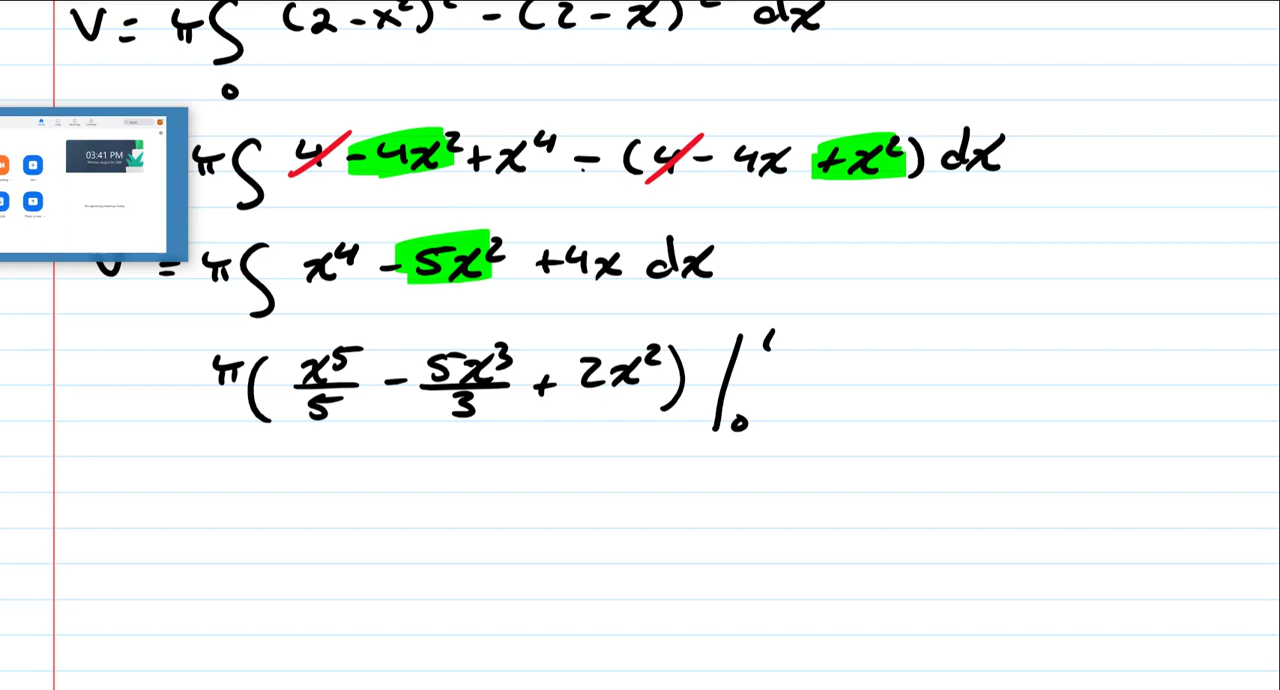 V = π∫ (2 - x²)² - (2 - x)² dx
0
π∫ 4 - 4x² + x⁴ - (4 - 4x + x²) dx
03:41 PM
V = π∫ x⁴ - 5x² + 4x dx
π(x⁵/5 - 5x³/3 + 2x²) |₀¹